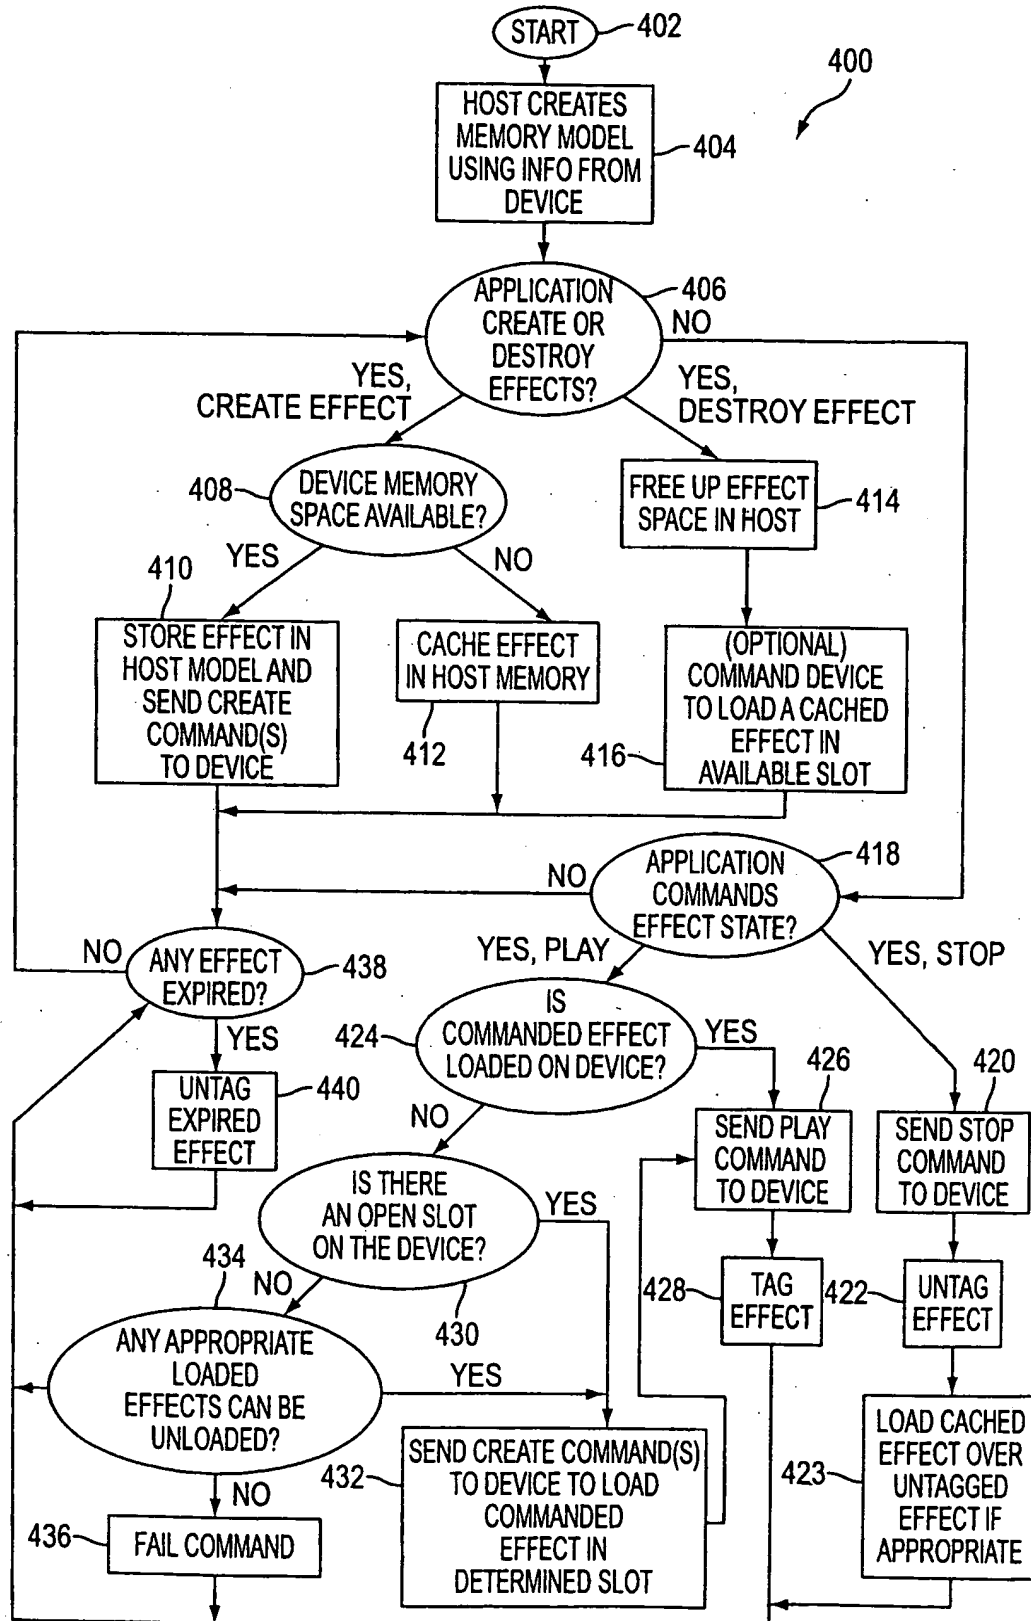 START
402
400
HOST CREATES
MEMORY MODEL
USING INFO FROM
DEVICE
404
APPLICATION
CREATE OR
DESTROY
EFFECTS?
406
NO
YES,
CREATE EFFECT
YES,
DESTROY EFFECT
408
DEVICE MEMORY
SPACE AVAILABLE?
FREE UP EFFECT
SPACE IN HOST
414
YES
NO
410
STORE EFFECT IN
HOST MODEL AND
SEND CREATE
COMMAND(S)
TO DEVICE
CACHE EFFECT
IN HOST MEMORY
412
(OPTIONAL)
COMMAND DEVICE
TO LOAD A CACHED
EFFECT IN
AVAILABLE SLOT
416
APPLICATION
COMMANDS
EFFECT STATE?
418
NO
YES, PLAY
YES, STOP
NO
ANY EFFECT
EXPIRED?
438
YES
424
IS
COMMANDED EFFECT
LOADED ON DEVICE?
YES
426
420
UNTAG
EXPIRED
EFFECT
440
NO
SEND PLAY
COMMAND
TO DEVICE
SEND STOP
COMMAND
TO DEVICE
IS THERE
AN OPEN SLOT
ON THE DEVICE?
YES
430
NO
434
428
TAG
EFFECT
422
UNTAG
EFFECT
ANY APPROPRIATE
LOADED
EFFECTS CAN BE
UNLOADED?
YES
NO
436
FAIL COMMAND
432
SEND CREATE COMMAND(S)
TO DEVICE TO LOAD
COMMANDED
EFFECT IN
DETERMINED SLOT
423
LOAD CACHED
EFFECT OVER
UNTAGGED
EFFECT IF
APPROPRIATE